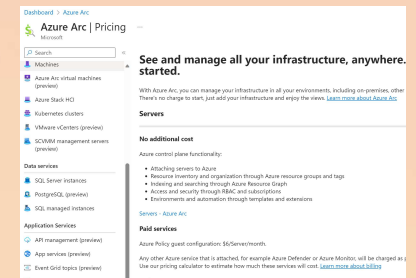 Dashboard > Azure Arc
Azure Arc | Pricing ...
Microsoft
Search
«
Machines
Azure Arc virtual machines
(preview)
Azure Stack HCI
Kubernetes clusters
VMware vCenters (preview)
SCVMM management servers
(preview)
Data services
SQL Server instances
PostgreSQL (preview)
SQL managed instances
Application Services
API management (preview)
App services (preview)
Event Grid topics (preview)
See and manage all your infrastructure, anywhere.
started.
With Azure Arc, you can manage your infrastructure in all your environments, including on-premises, other
There's no charge to start, just add your infrastructure and enjoy the views. Learn more about Azure Arc
Servers
No additional cost
Azure control plane functionality:
• Attaching servers to Azure
• Resource inventory and organization through Azure resource groups and tags
• Indexing and searching through Azure Resource Graph
• Access and security through RBAC and subscriptions
• Environments and automation through templates and extensions
Servers - Azure Arc
Paid services
Azure Policy guest configuration: $6/Server/month.
Any other Azure service that is attached, for example Azure Defender or Azure Monitor, will be charged as p
Use our pricing calculator to estimate how much these services will cost. Learn more about billing